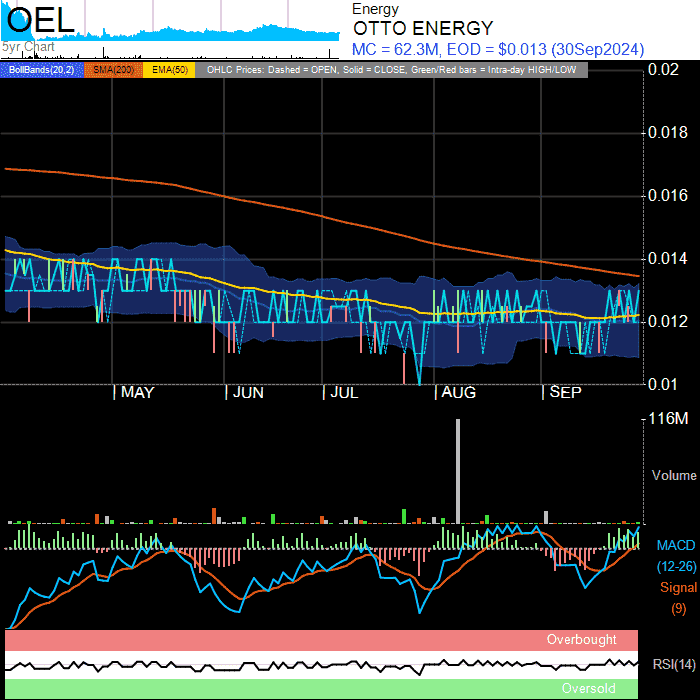 OEL
5yr Chart
Energy
OTTO ENERGY
MC = 62.3M, EOD = $0.013 (30Sep2024)
BollBands(20,2) SMA(200) EMA(50) OHLC Prices: Dashed = OPEN, Solid = CLOSE, Green/Red bars = Intra-day HIGH/LOW
0.02
0.018
0.016
0.014
0.012
0.01
MAY JUN JUL AUG SEP
116M
Volume
MACD
(12-26)
Signal
(9)
Overbought
RSI(14)
Oversold